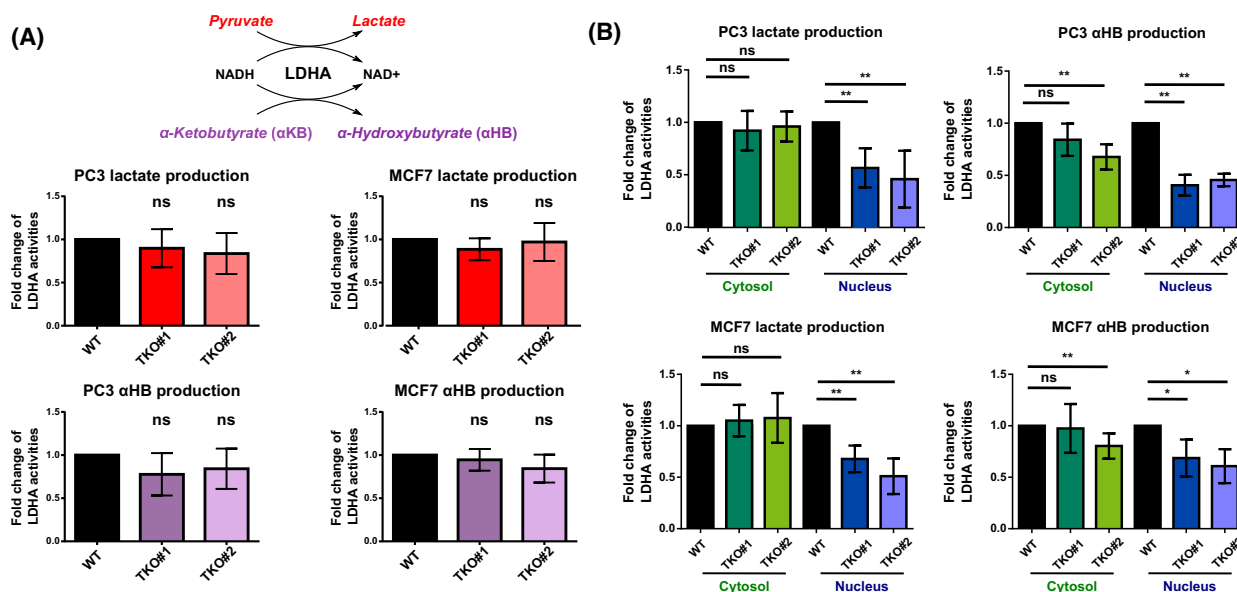 (A)
Pyruvate Lactate
NADH LDHA NAD+
α-Ketobutyrate (αKB) α-Hydroxybutyrate (αHB)
PC3 lactate production
Fold change of
LDHA activities
1.5
1.0
0.5
0.0
ns ns
WT TKO#1 TKO#2
MCF7 lactate production
Fold change of
LDHA activities
1.5
1.0
0.5
0.0
ns ns
WT TKO#1 TKO#2
PC3 αHB production
Fold change of
LDHA activities
1.5
1.0
0.5
0.0
ns ns
WT TKO#1 TKO#2
MCF7 αHB production
Fold change of
LDHA activities
1.5
1.0
0.5
0.0
ns ns
WT TKO#1 TKO#2
(B)
PC3 lactate production
Fold change of
LDHA activities
1.5
1.0
0.5
0.0
ns
ns
**
**
WT TKO#1 TKO#2 WT TKO#1 TKO#2
Cytosol Nucleus
PC3 αHB production
Fold change of
LDHA activities
1.5
1.0
0.5
0.0
**
ns
**
**
WT TKO#1 TKO#2 WT TKO#1 TKO#2
Cytosol Nucleus
MCF7 lactate production
Fold change of
LDHA activities
1.5
1.0
0.5
0.0
ns
ns
**
**
WT TKO#1 TKO#2 WT TKO#1 TKO#2
Cytosol Nucleus
MCF7 αHB production
Fold change of
LDHA activities
1.5
1.0
0.5
0.0
**
ns
*
*
WT TKO#1 TKO#2 WT TKO#1 TKO#2
Cytosol Nucleus